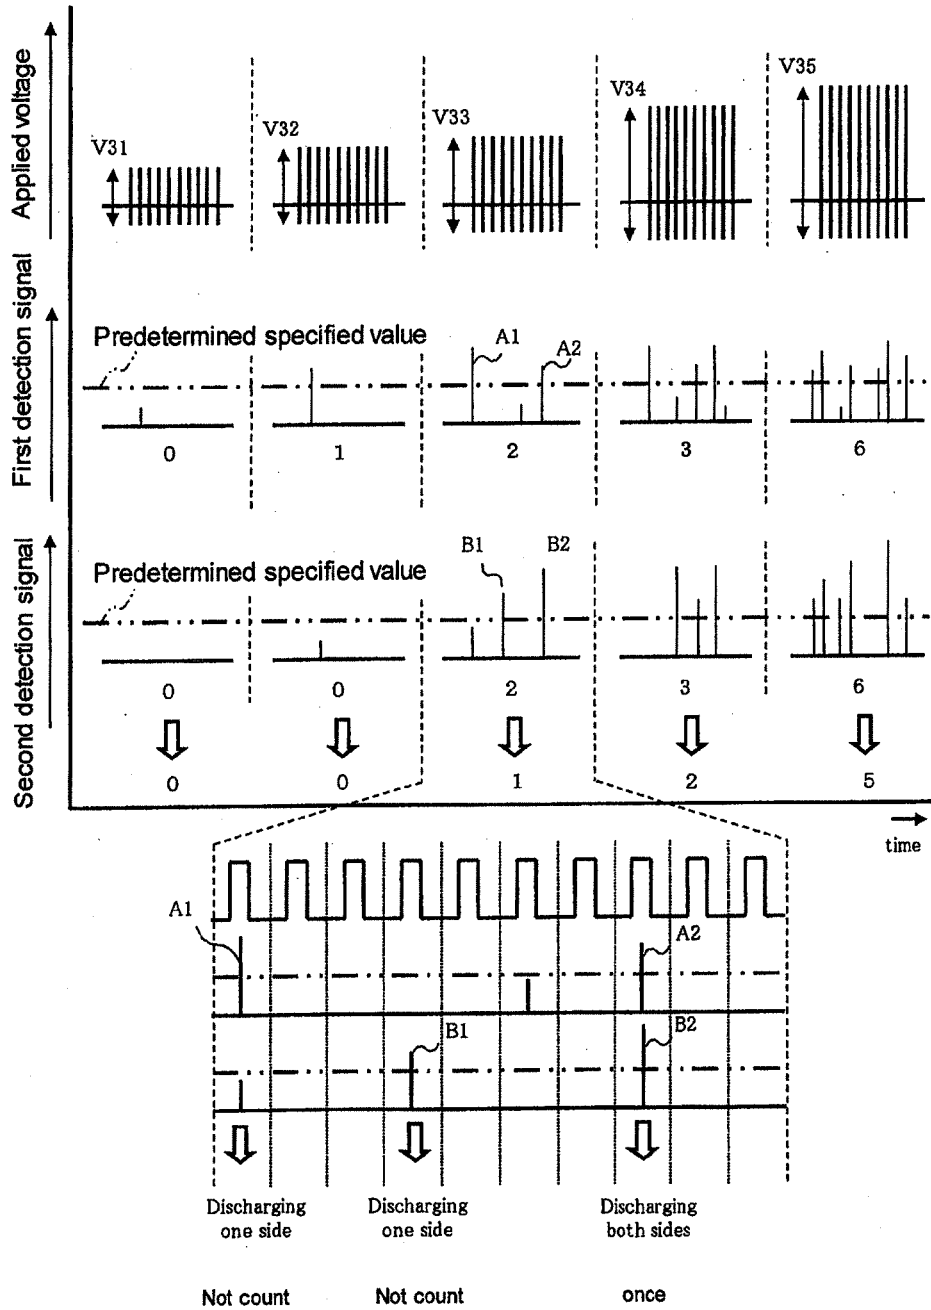 Applied voltage
V31
V32
V33
V34
V35
First detection signal
Predetermined specified value
A1
A2
0
1
2
3
6
Second detection signal
Predetermined specified value
B1
B2
0
0
2
3
6
0
0
1
2
5
time
A1
A2
B1
B2
Discharging
one side
Discharging
one side
Discharging
both sides
Not count
Not count
once